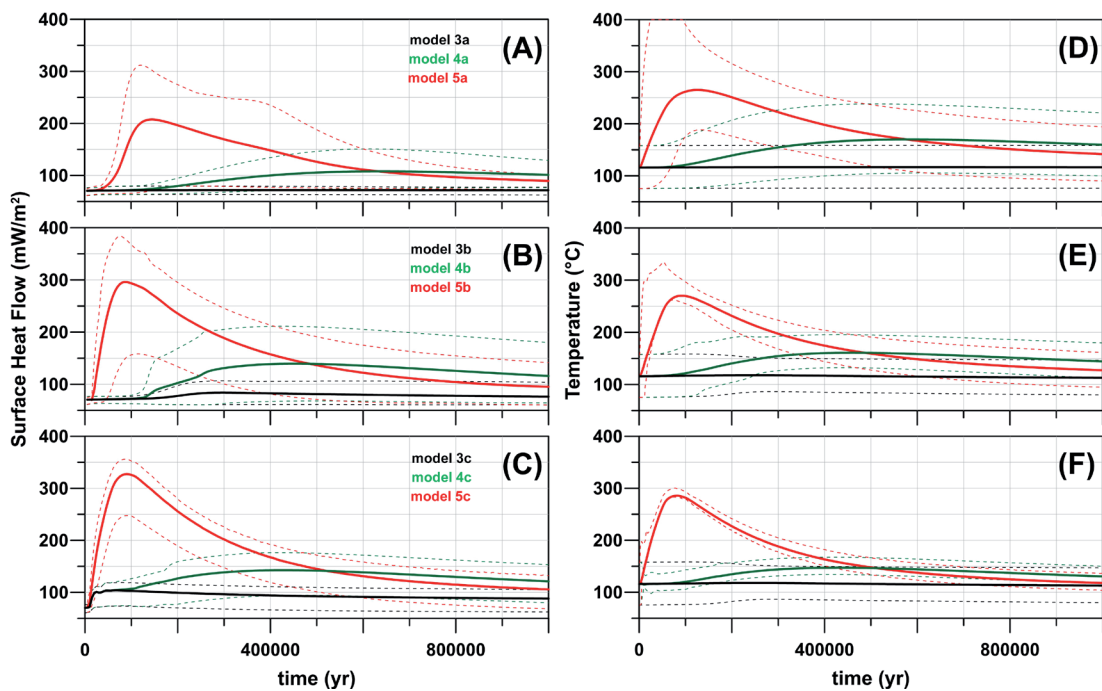 400
300
200
100
model 3a
model 4a
model 5a
(A)
400
300
200
100
(D)
Surface Heat Flow (mW/m²)
400
300
200
100
model 3b
model 4b
model 5b
(B)
Temperature (°C)
400
300
200
100
(E)
400
300
200
100
model 3c
model 4c
model 5c
(C)
400
300
200
100
(F)
0
400000
800000
0
400000
800000
time (yr)
time (yr)